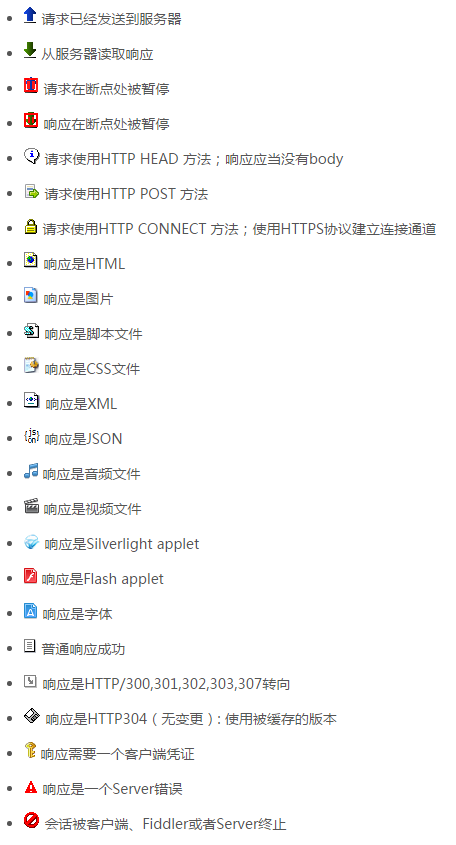 请求已经发送到服务器
从服务器读取响应
请求在断点处被暂停
响应在断点处被暂停
请求使用HTTP HEAD 方法；响应应当没有body
请求使用HTTP POST 方法
请求使用HTTP CONNECT 方法；使用HTTPS协议建立连接通道
响应是HTML
响应是图片
响应是脚本文件
响应是CSS文件
响应是XML
响应是JSON
响应是音频文件
响应是视频文件
响应是Silverlight applet
响应是Flash applet
响应是字体
普通响应成功
响应是HTTP/300,301,302,303,307转向
响应是HTTP304（无变更）: 使用被缓存的版本
响应需要一个客户端凭证
响应是一个Server错误
会话被客户端、Fiddler或者Server终止